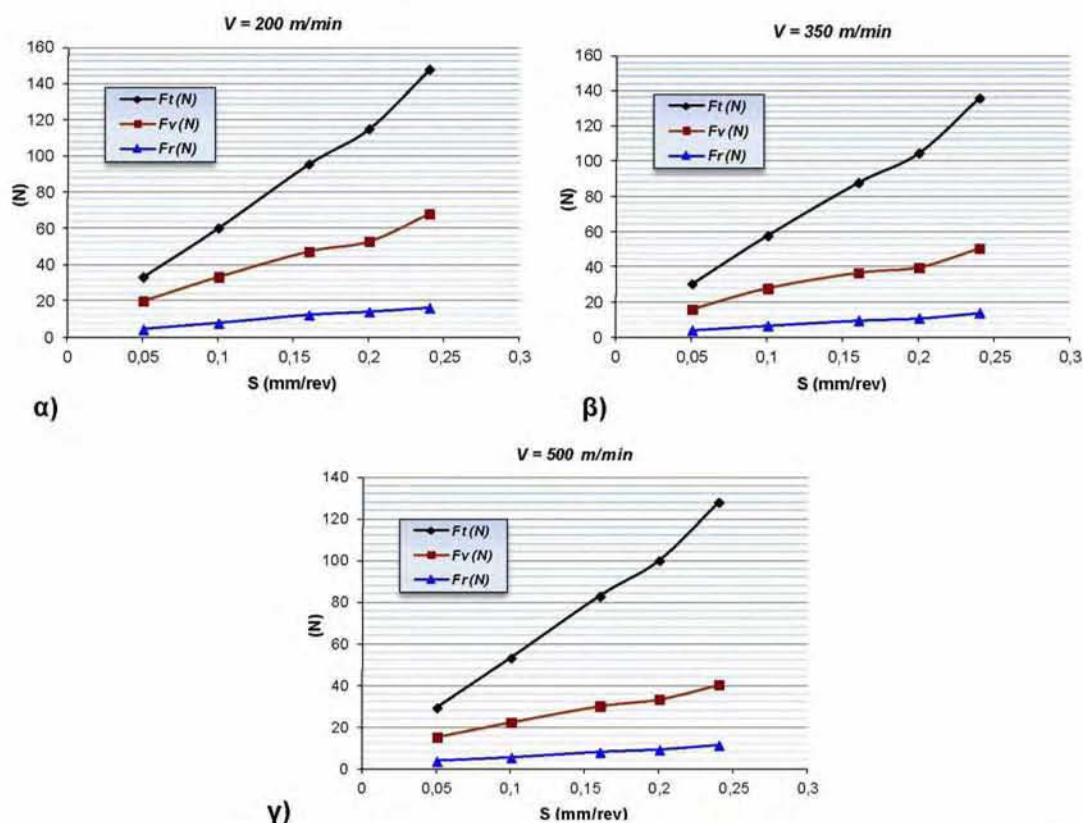 V = 200 m/min
160
140
120
100
80
60
40
20
0
(N)
Ft(N)
Fv(N)
Fr(N)
0
0,05
0,1
0,15
0,2
0,25
0,3
S (mm/rev)
α)
V = 350 m/min
160
140
120
100
80
60
40
20
0
(N)
Ft(N)
Fv(N)
Fr(N)
0
0,05
0,1
0,15
0,2
0,25
0,3
S (mm/rev)
β)
V = 500 m/min
140
120
100
80
60
40
20
0
(N)
Ft(N)
Fv(N)
Fr(N)
0
0,05
0,1
0,15
0,2
0,25
0,3
S (mm/rev)
γ)